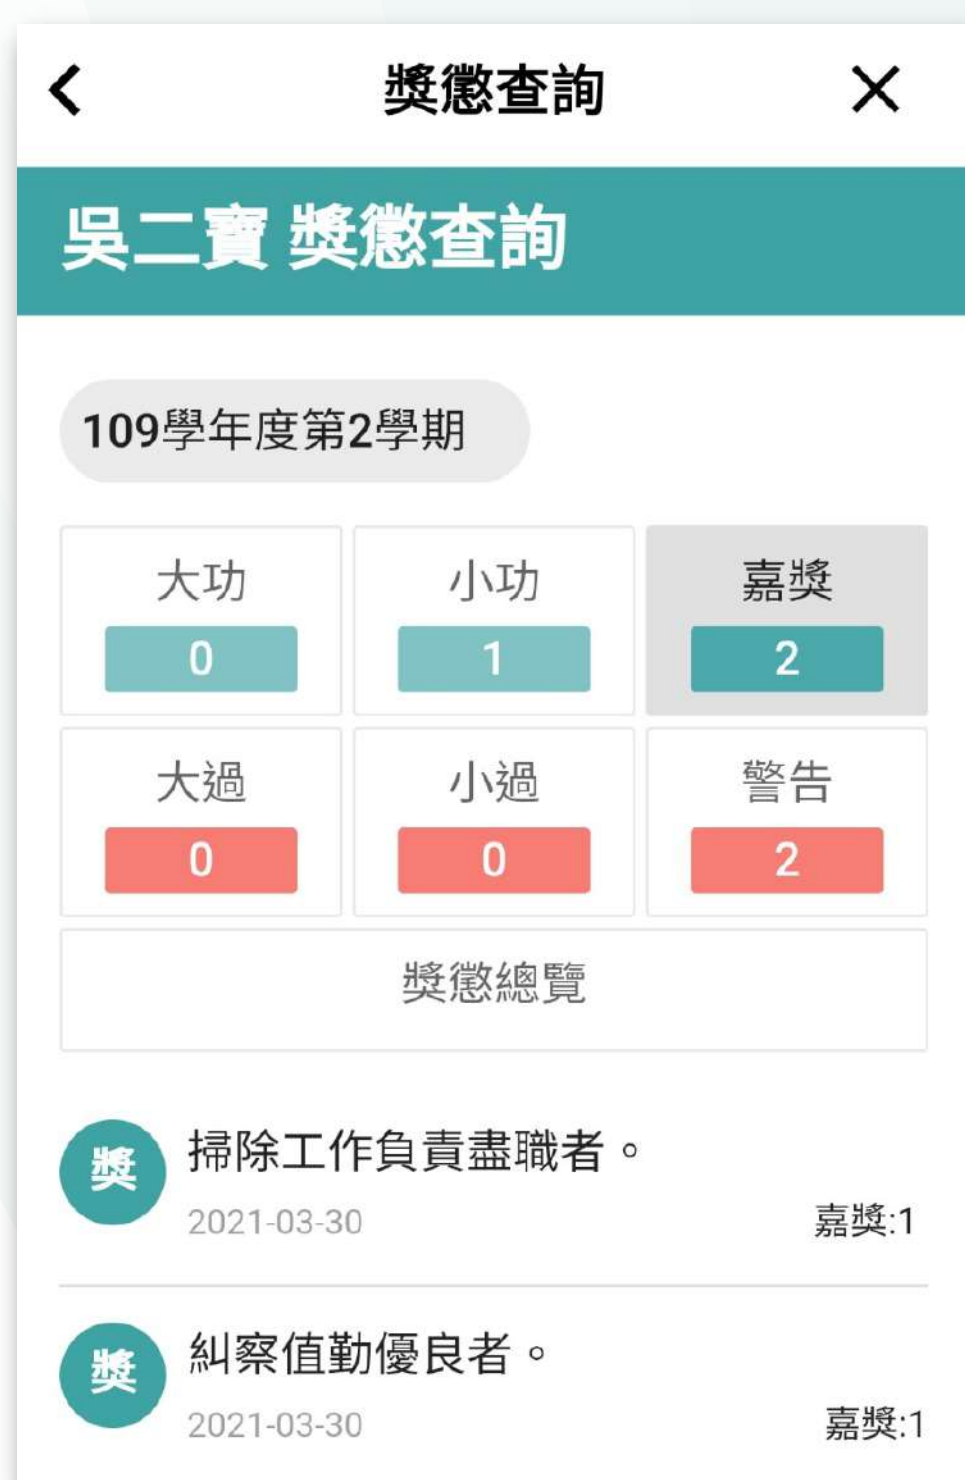 獎懲查詢
吳二寶 獎懲查詢
109學年度第2學期
大功 小功 嘉獎
0 1 2
大過 小過 警告
0 0 2
獎懲總覽
獎 掃除工作負責盡職者。
2021-03-30 嘉獎:1
獎 糾察值勤優良者。
2021-03-30 嘉獎:1